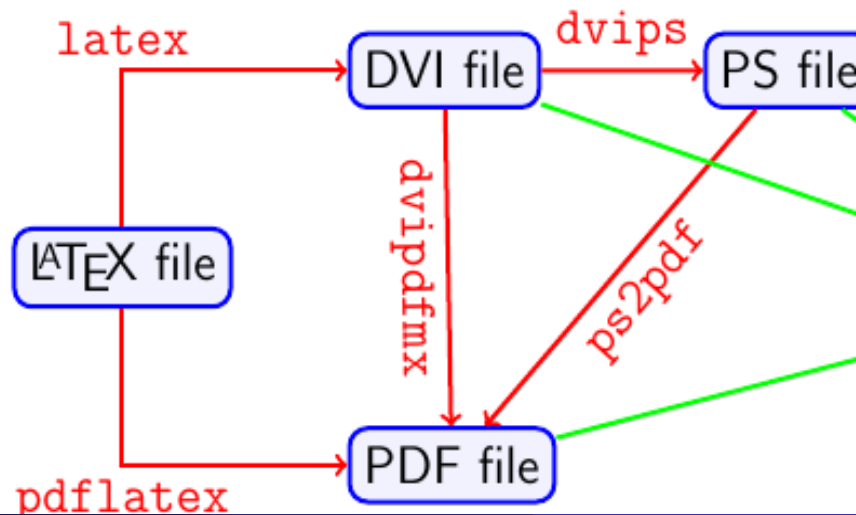 latex
dvips
DVI file
PS file
dvipdfmx
LATEX file
ps2pdf
PDF file
pdflatex